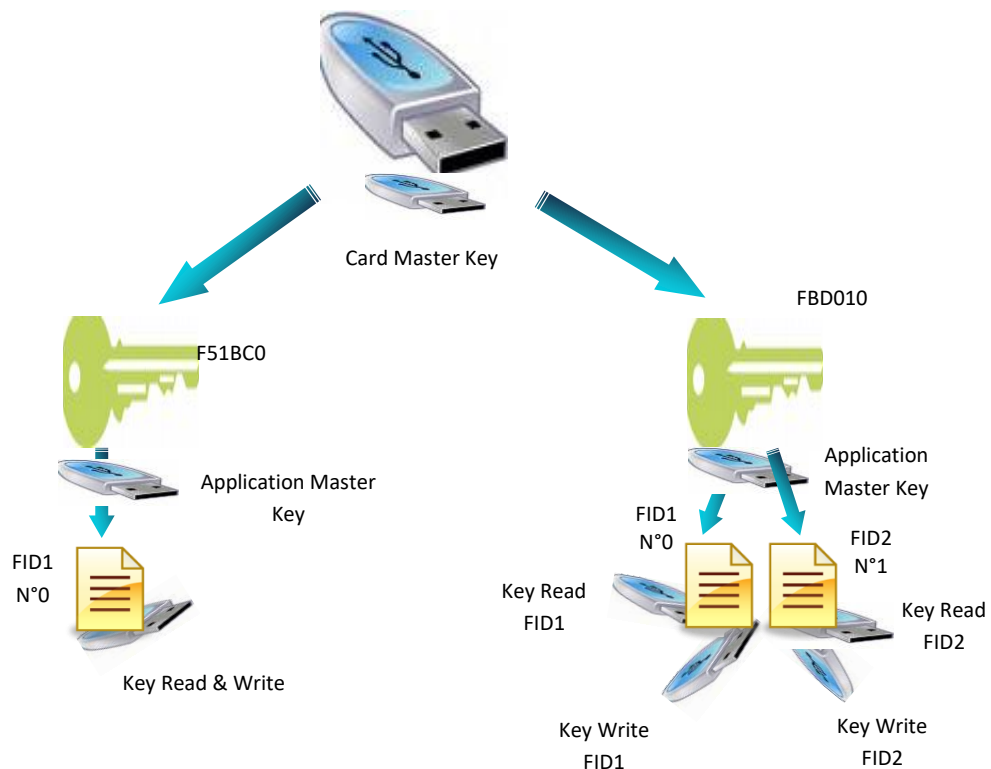 Card Master Key
FBD010
F51BC0
Application Master
Key
Application
Master Key
FID1
N°0
FID1
N°0
FID2
N°1
Key Read & Write
Key Read
FID1
Key Read
FID2
Key Write
FID1
Key Write
FID2